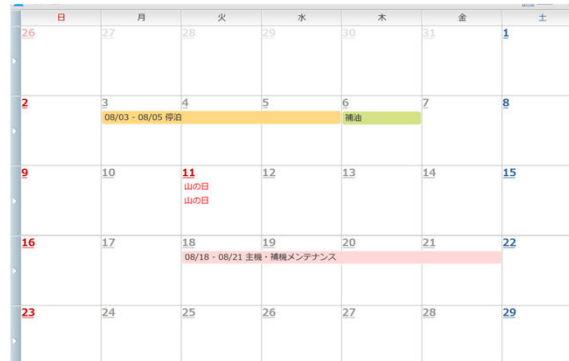 日 月 火 水 木 金 土
26 27 28 29 30 31 1
2 3 4 5 6 7 8
08/03 - 08/05 停泊 補油
9 10 11 12 13 14 15
山の日
山の日
16 17 18 19 20 21 22
08/18 - 08/21 主機・補機メンテナンス
23 24 25 26 27 28 29